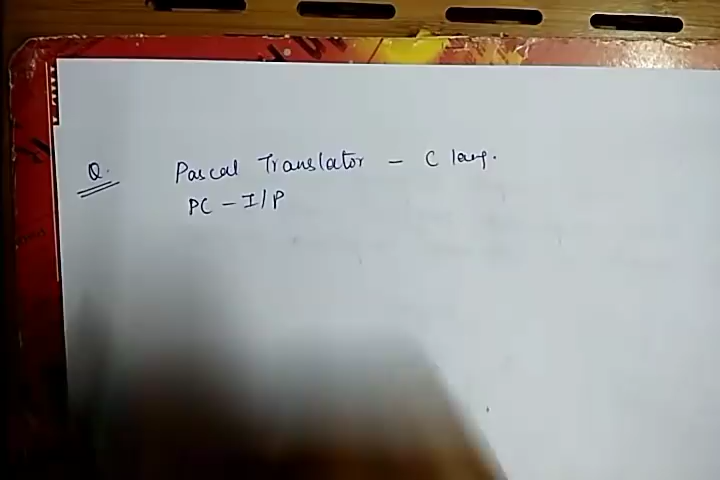 Q. Pascal Translator - C lang.
PC - I/P